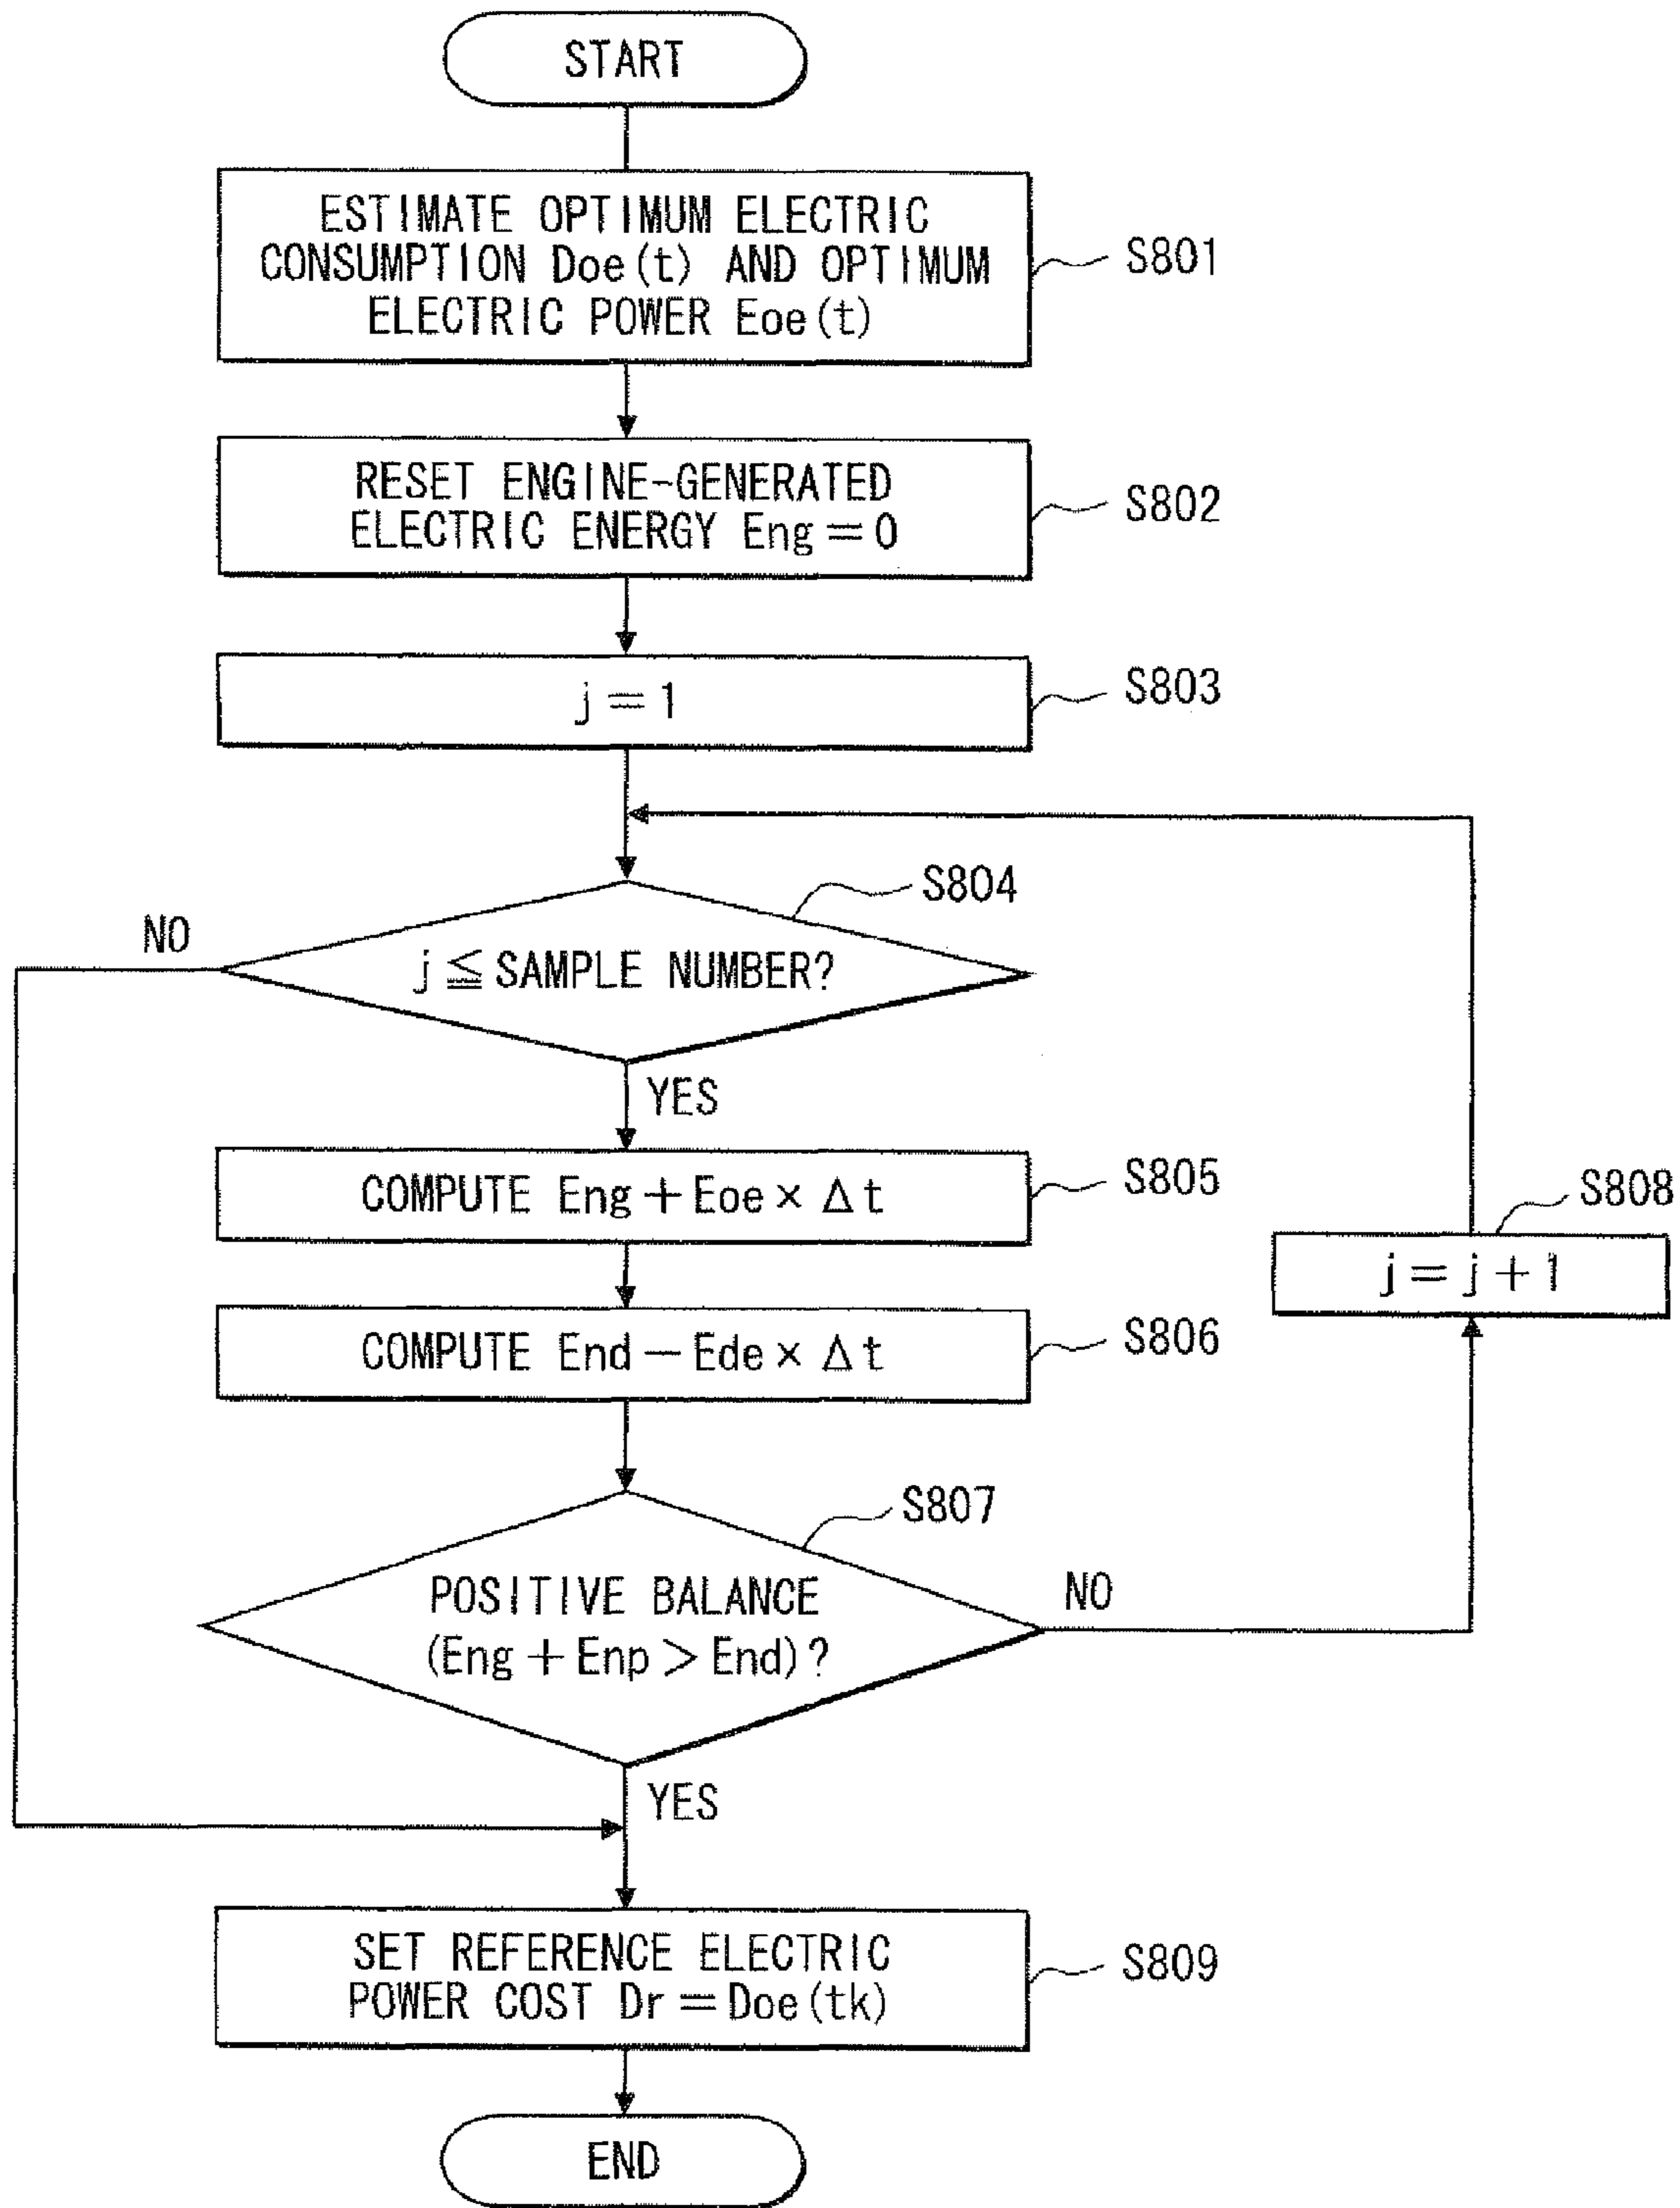 START
ESTIMATE OPTIMUM ELECTRIC
CONSUMPTION Doe(t) AND OPTIMUM
ELECTRIC POWER Eoe(t)
S801
RESET ENGINE-GENERATED
ELECTRIC ENERGY Eng=0
S802
j=1
S803
S804
NO
j≦SAMPLE NUMBER?
YES
COMPUTE Eng+Eoe×Δt
S805
S808
j=j+1
COMPUTE End−Ede×Δt
S806
S807
POSITIVE BALANCE
(Eng+Enp>End)?
NO
YES
SET REFERENCE ELECTRIC
POWER COST Dr=Doe(tk)
S809
END